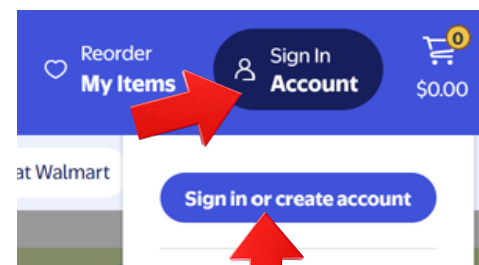 Reorder
My Items
Sign In
Account
0
$0.00
at Walmart
Sign in or create account